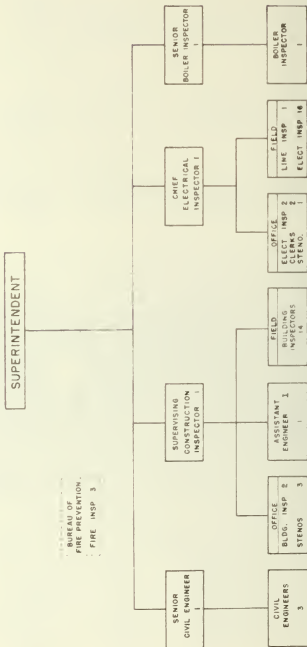 SUPERINTENDENT
BUREAU OF
FIRE PREVENTION.
FIRE INSP 3
SENIOR
CIVIL ENGINEER
1
SUPERVISING
CONSTRUCTION
INSPECTOR 1
CHIEF
ELECTRICAL
INSPECTOR 1
SENIOR
BOILER INSPECTOR
1
CIVIL
ENGINEERS
3
OFFICE
BLDG. INSP 2
STENOS 3
ASSISTANT
ENGINEER I
1
FIELD
BUILDING
INSPECTORS
14
OFFICE
ELECT INSP 2
CLERKS 2
STENO. 1
FIELD
LINE INSP 1
ELECT INSP 16
BOILER
INSPECTOR
1